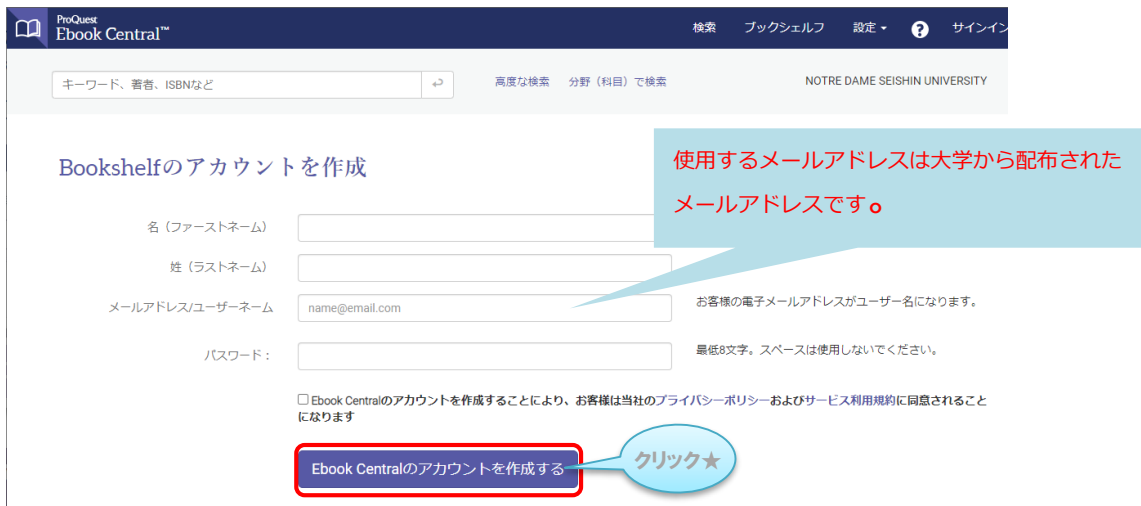 ProQuest
Ebook Central™
検索 ブックシェルフ 設定 ? サインイン
キーワード、著者、ISBNなど
高度な検索 分野（科目）で検索
NOTRE DAME SEISHIN UNIVERSITY
使用するメールアドレスは大学から配布された
メールアドレスです。
Bookshelfのアカウントを作成
名（ファーストネーム）
姓（ラストネーム）
メールアドレス/ユーザーネーム
name@email.com
お客様の電子メールアドレスがユーザー名になります。
パスワード：
最低8文字。スペースは使用しないでください。
Ebook Centralのアカウントを作成することにより、お客様は当社のプライバシーポリシーおよびサービス利用規約に同意されること
になります
Ebook Centralのアカウントを作成する
クリック★